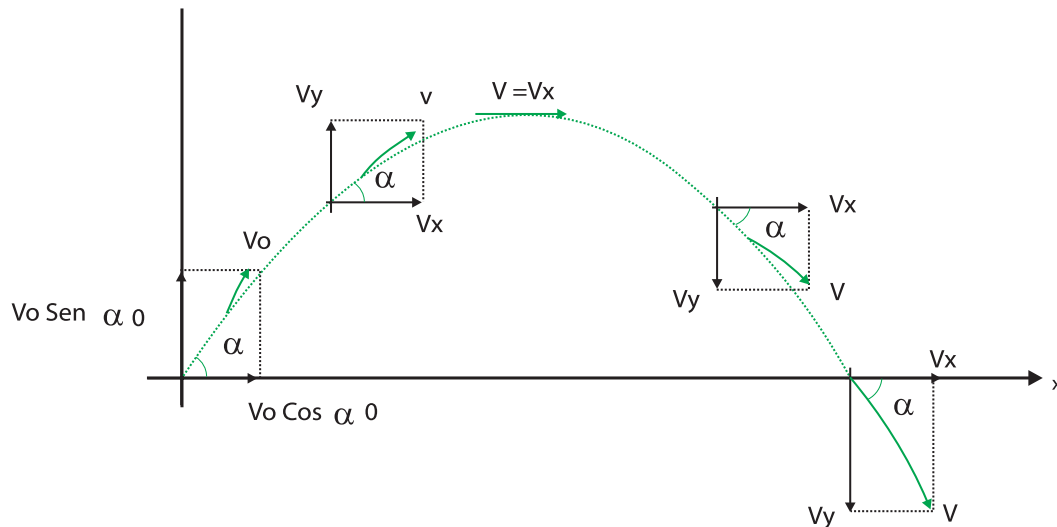 V =Vx
Vy
v
α
Vx
Vo
Vo Sen α 0
α
Vo Cos α 0
Vx
α
Vy
V
Vx
x
α
Vy
V